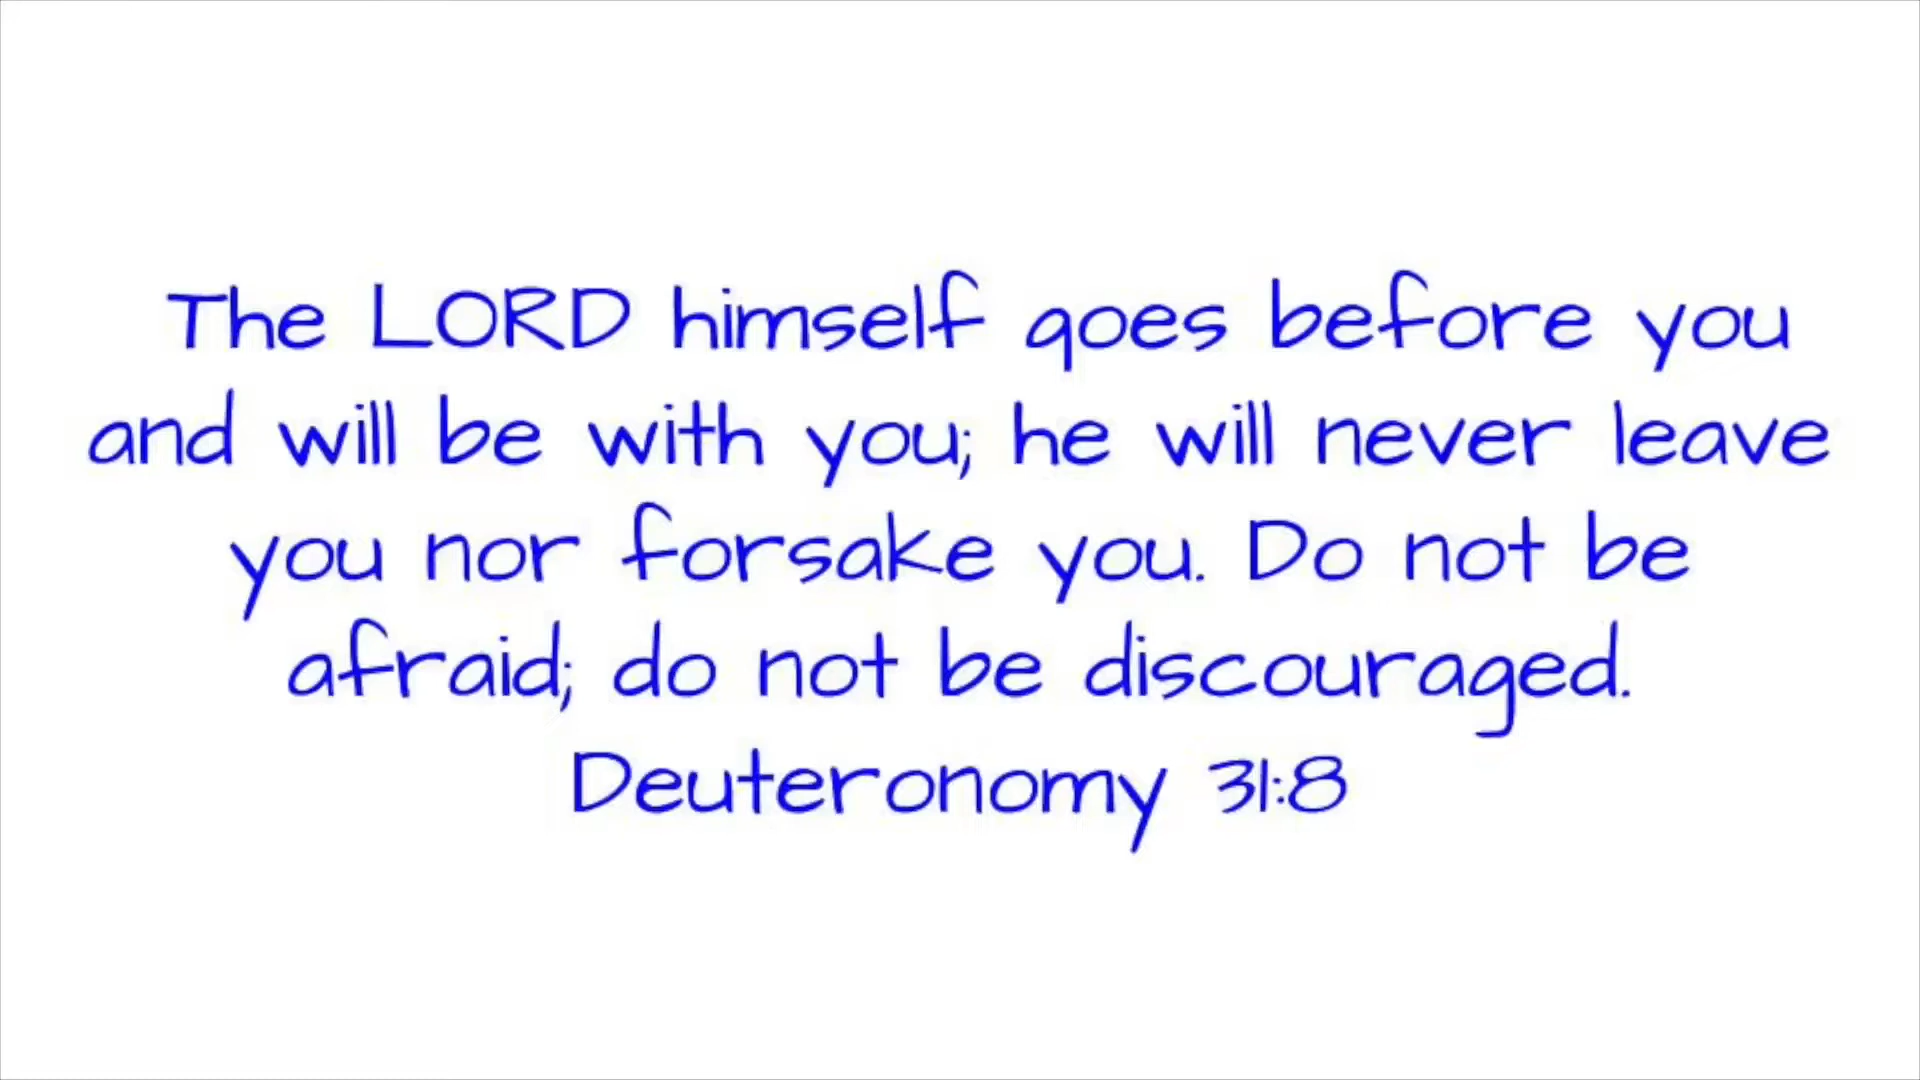 The LORD himself goes before you
and will be with you; he will never leave
you nor forsake you. Do not be
afraid; do not be discouraged.
Deuteronomy 31:8